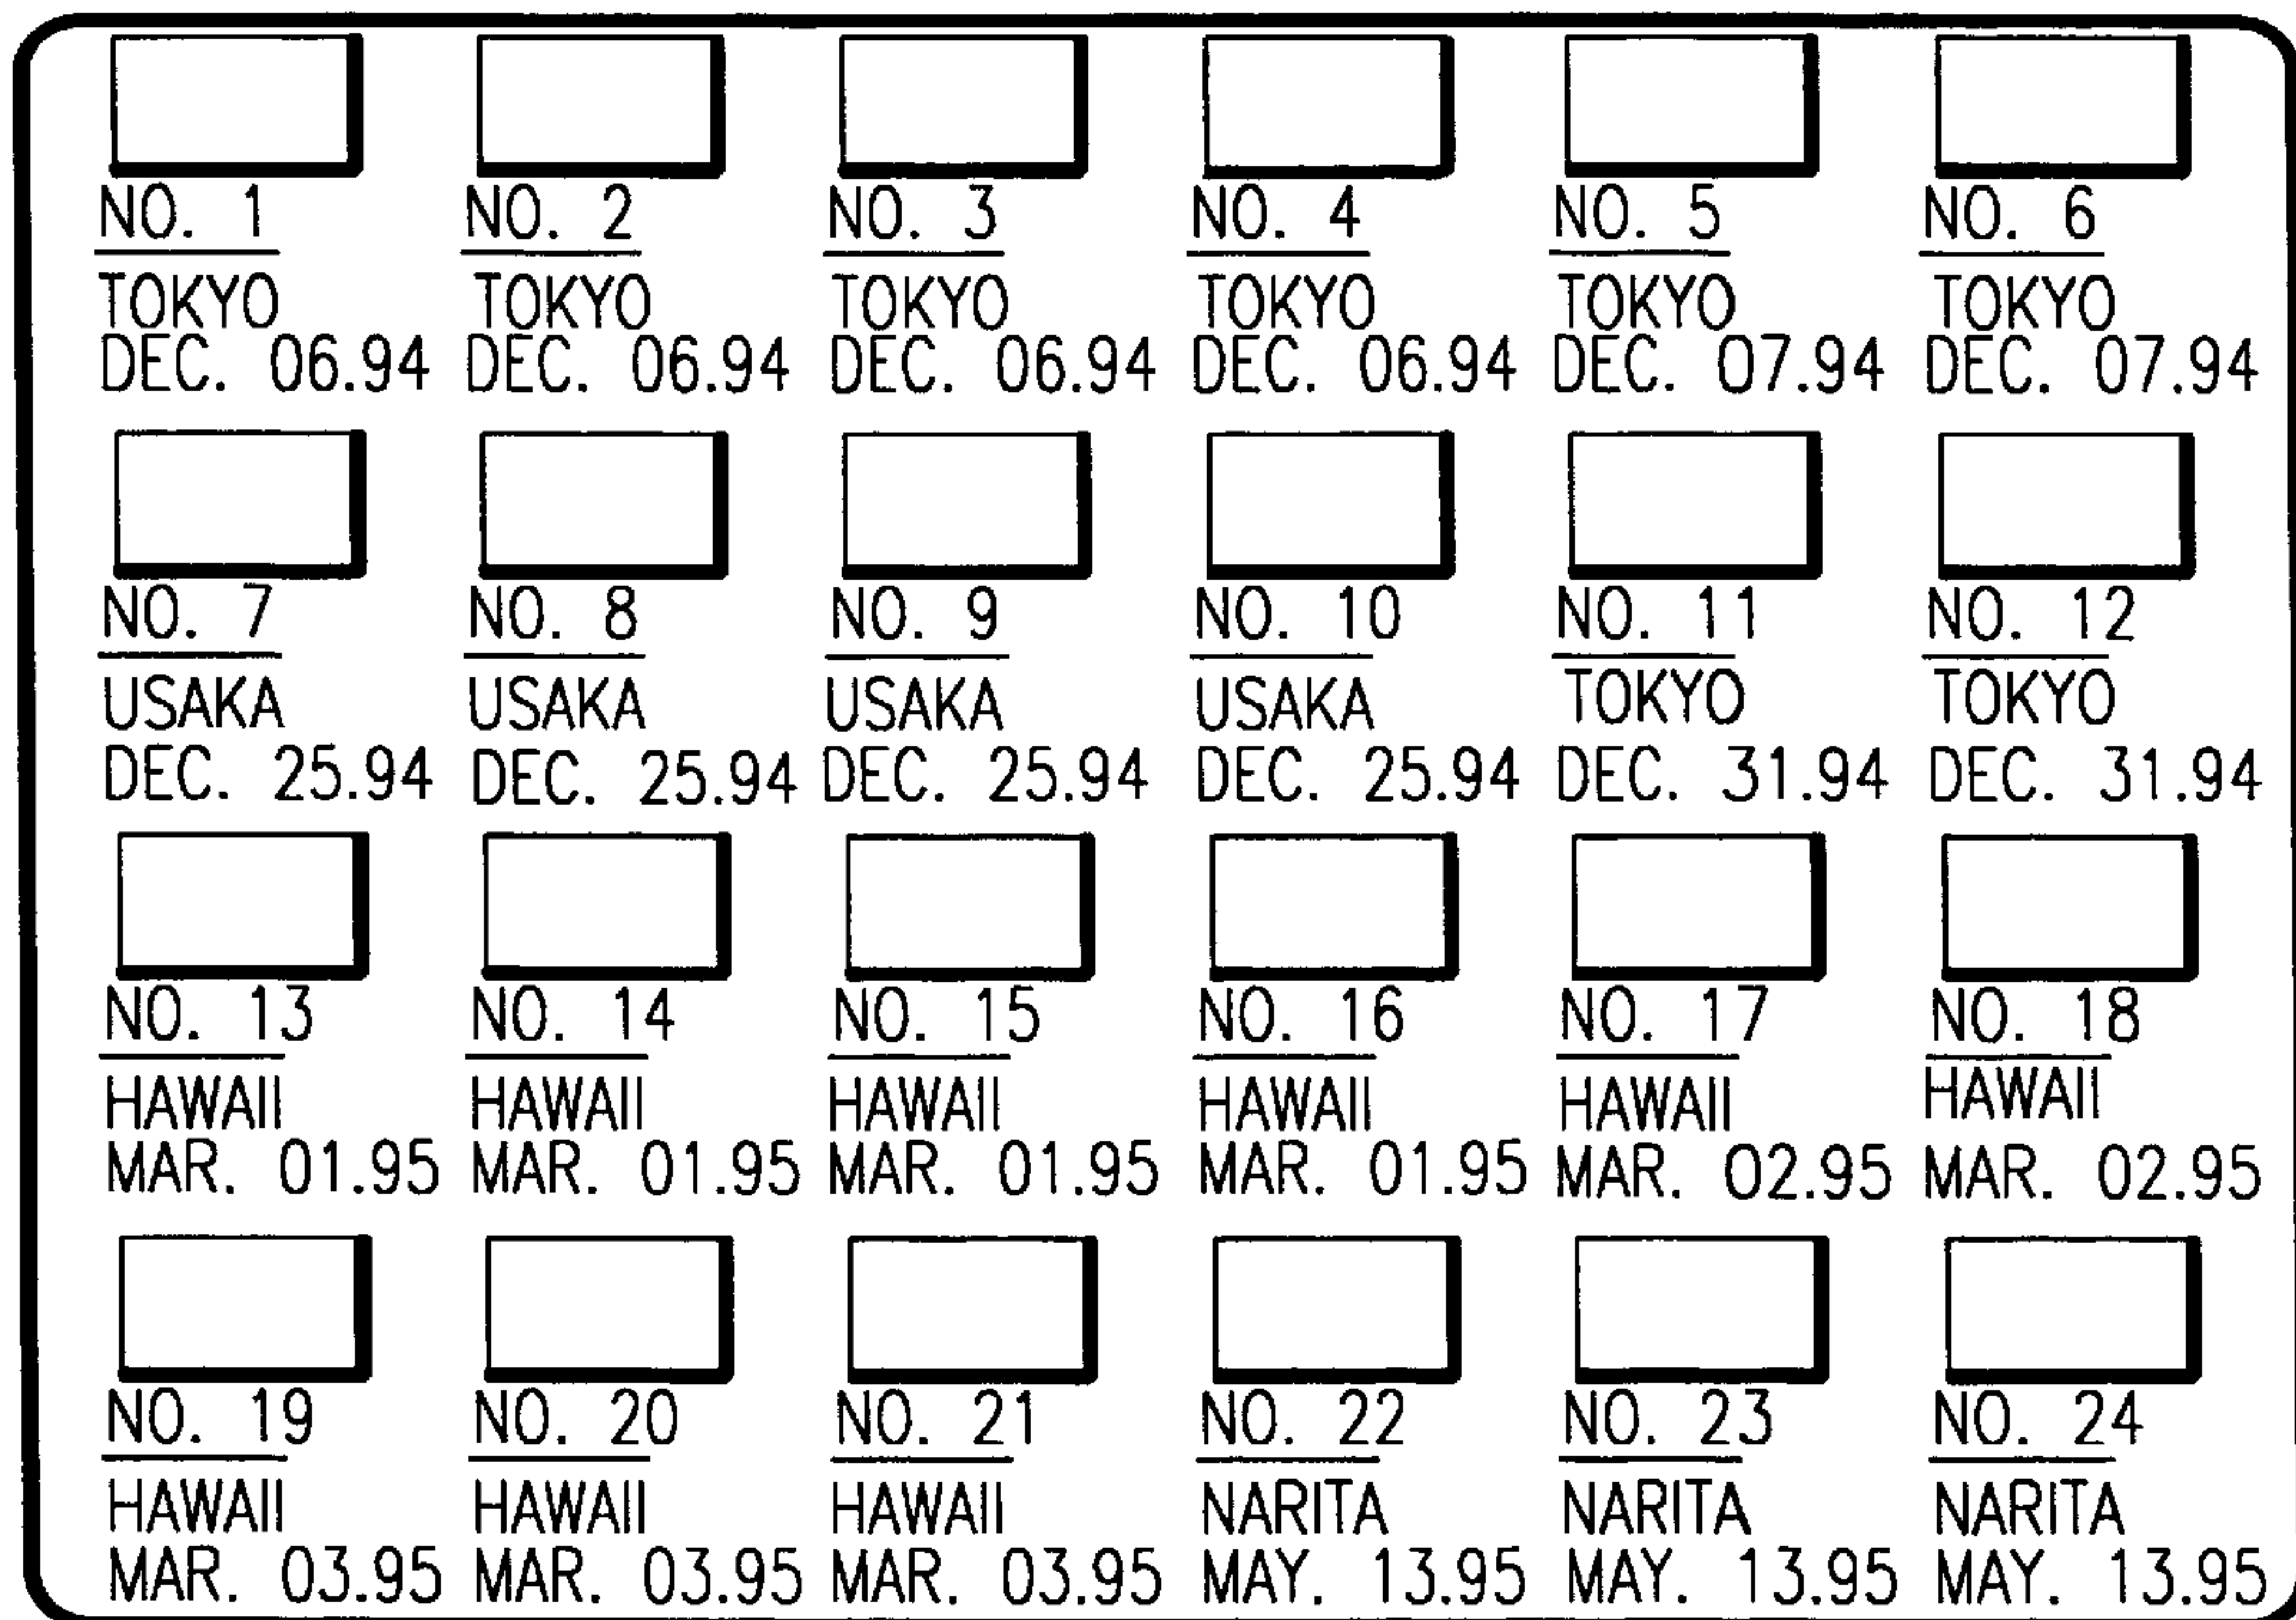 NO. 1 NO. 2 NO. 3 NO. 4 NO. 5 NO. 6
TOKYO TOKYO TOKYO TOKYO TOKYO TOKYO
DEC. 06.94 DEC. 06.94 DEC. 06.94 DEC. 06.94 DEC. 07.94 DEC. 07.94
NO. 7 NO. 8 NO. 9 NO. 10 NO. 11 NO. 12
USAKA USAKA USAKA USAKA TOKYO TOKYO
DEC. 25.94 DEC. 25.94 DEC. 25.94 DEC. 25.94 DEC. 31.94 DEC. 31.94
NO. 13 NO. 14 NO. 15 NO. 16 NO. 17 NO. 18
HAWAII HAWAII HAWAII HAWAII HAWAII HAWAII
MAR. 01.95 MAR. 01.95 MAR. 01.95 MAR. 01.95 MAR. 02.95 MAR. 02.95
NO. 19 NO. 20 NO. 21 NO. 22 NO. 23 NO. 24
HAWAII HAWAII HAWAII NARITA NARITA NARITA
MAR. 03.95 MAR. 03.95 MAR. 03.95 MAY. 13.95 MAY. 13.95 MAY. 13.95